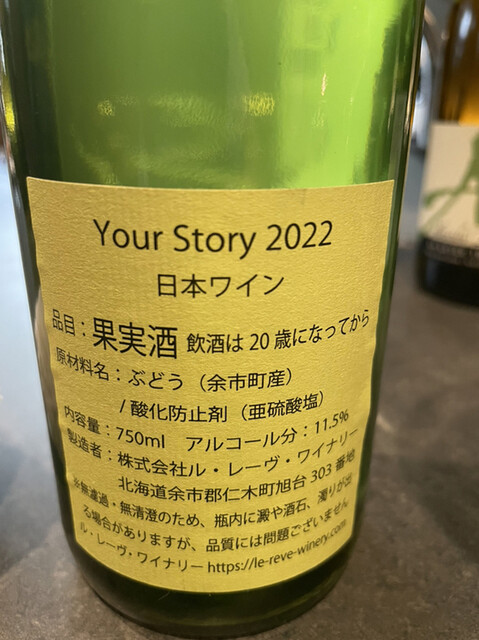 Your Story 2022
日本ワイン
品目：果実酒 飲酒は20歳になってから
原材料名：ぶどう（余市町産）
/ 酸化防止剤（亜硫酸塩）
内容量：750ml アルコール分：11.5%
製造者：株式会社ル・レーヴ・ワイナリー
北海道余市郡仁木町旭台303番地
※無濾過・無清澄のため、瓶内に澱や酒石、濁りが出
る場合がありますが、品質には問題ございません
ル・レーヴ・ワイナリー https://le-reve-winery.com